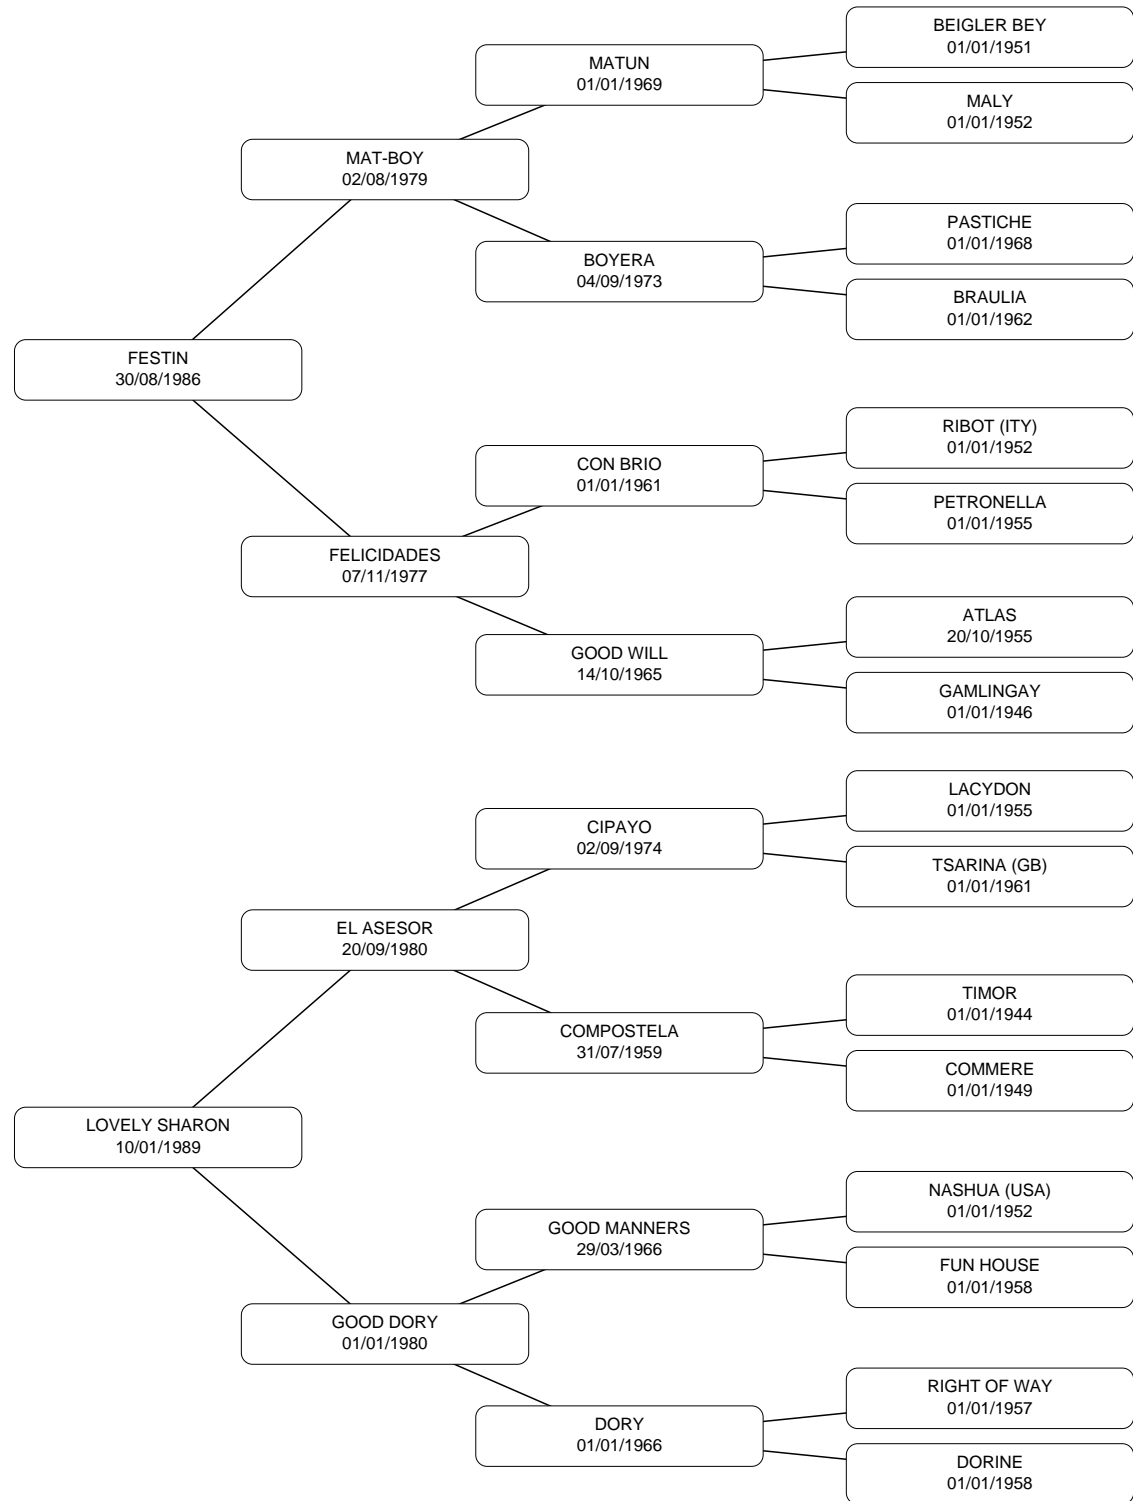 BEIGLER BEY
01/01/1951
MATUN
01/01/1969
MALY
01/01/1952
MAT-BOY
02/08/1979
PASTICHE
01/01/1968
BOYERA
04/09/1973
BRAULIA
01/01/1962
FESTIN
30/08/1986
RIBOT (ITY)
01/01/1952
CON BRIO
01/01/1961
PETRONELLA
01/01/1955
FELICIDADES
07/11/1977
ATLAS
20/10/1955
GOOD WILL
14/10/1965
GAMLINGAY
01/01/1946
LACYDON
01/01/1955
CIPAYO
02/09/1974
TSARINA (GB)
01/01/1961
EL ASESOR
20/09/1980
TIMOR
01/01/1944
COMPOSTELA
31/07/1959
COMMERE
01/01/1949
LOVELY SHARON
10/01/1989
NASHUA (USA)
01/01/1952
GOOD MANNERS
29/03/1966
FUN HOUSE
01/01/1958
GOOD DORY
01/01/1980
RIGHT OF WAY
01/01/1957
DORY
01/01/1966
DORINE
01/01/1958